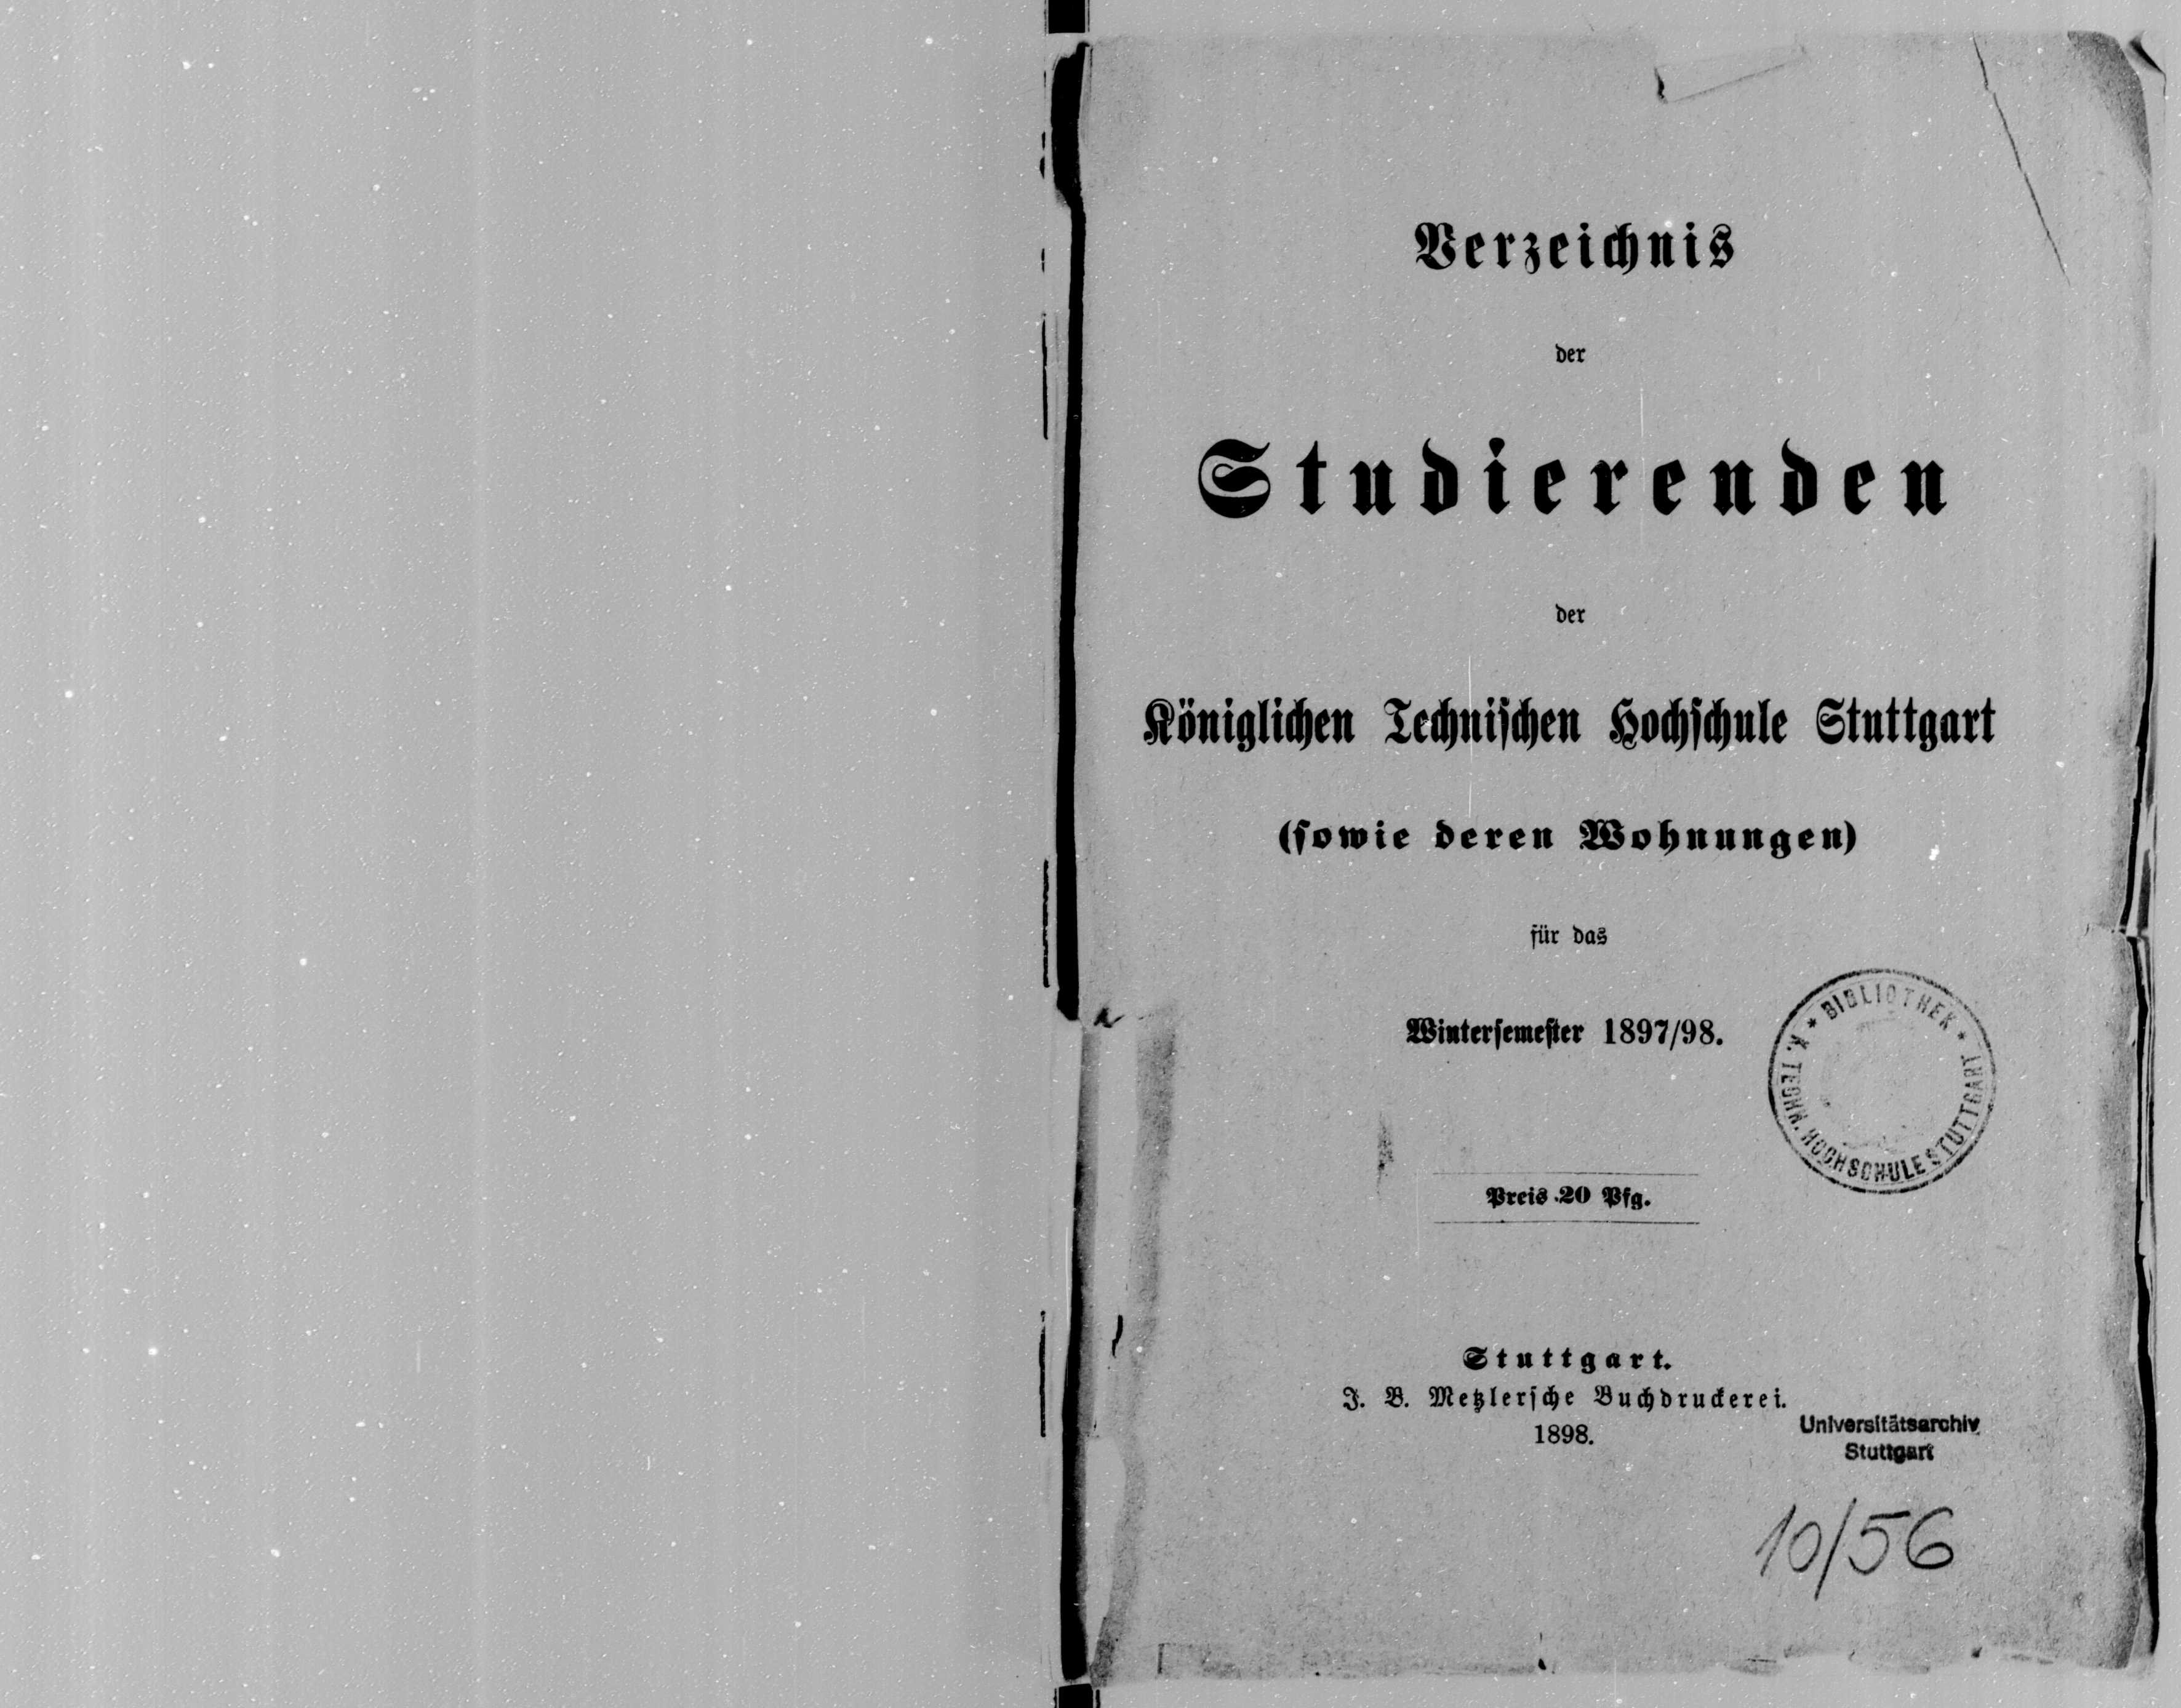 Verzeichnis
der
Studierenden
der
Königlichen Technischen Hochschule Stuttgart
(sowie deren Wohnungen)
für das
Wintersemester 1897/98.
* BIBLIOTHEK *
K. TECHN. HOCHSCHULE STUTTGART
Preis 20 Pfg.
Stuttgart.
J. B. Metzlersche Buchdruckerei.
1898.
Universitätsarchiv
Stuttgart
10/56